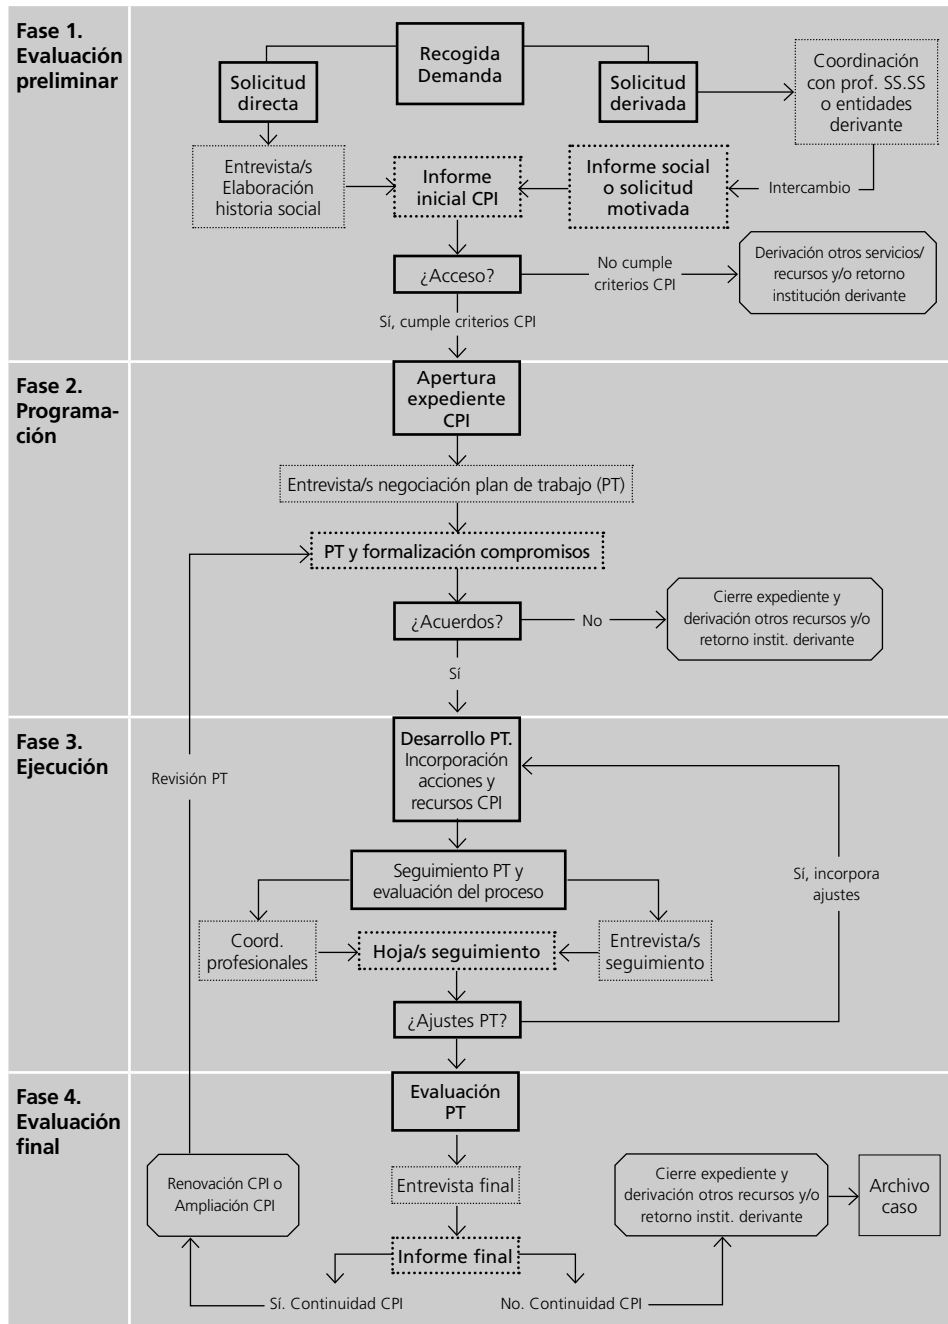 Fase 1.
Evaluación
preliminar
Recogida
Demanda
Solicitud
directa
Solicitud
derivada
Coordinación
con prof. SS.SS
o entidades
derivante
Entrevista/s
Elaboración
historia social
Informe
inicial CPI
Informe social
o solicitud
motivada
Intercambio
¿Acceso?
No cumple
criterios CPI
Derivación otros servicios/
recursos y/o retorno
institución derivante
Sí, cumple criterios CPI
Fase 2.
Programa-
ción
Apertura
expediente
CPI
Entrevista/s negociación plan de trabajo (PT)
PT y formalización compromisos
¿Acuerdos?
No
Cierre expediente y
derivación otros recursos y/o
retorno instit. derivante
Sí
Fase 3.
Ejecución
Desarrollo PT.
Incorporación
acciones y
recursos CPI
Revisión PT
Seguimiento PT y
evaluación del proceso
Sí, incorpora
ajustes
Coord.
profesionales
Hoja/s seguimiento
Entrevista/s
seguimiento
¿Ajustes PT?
Fase 4.
Evaluación
final
Evaluación
PT
Renovación CPI o
Ampliación CPI
Entrevista final
Cierre expediente y
derivación otros recursos y/o
retorno instit. derivante
Archivo
caso
Informe final
Sí. Continuidad CPI
No. Continuidad CPI